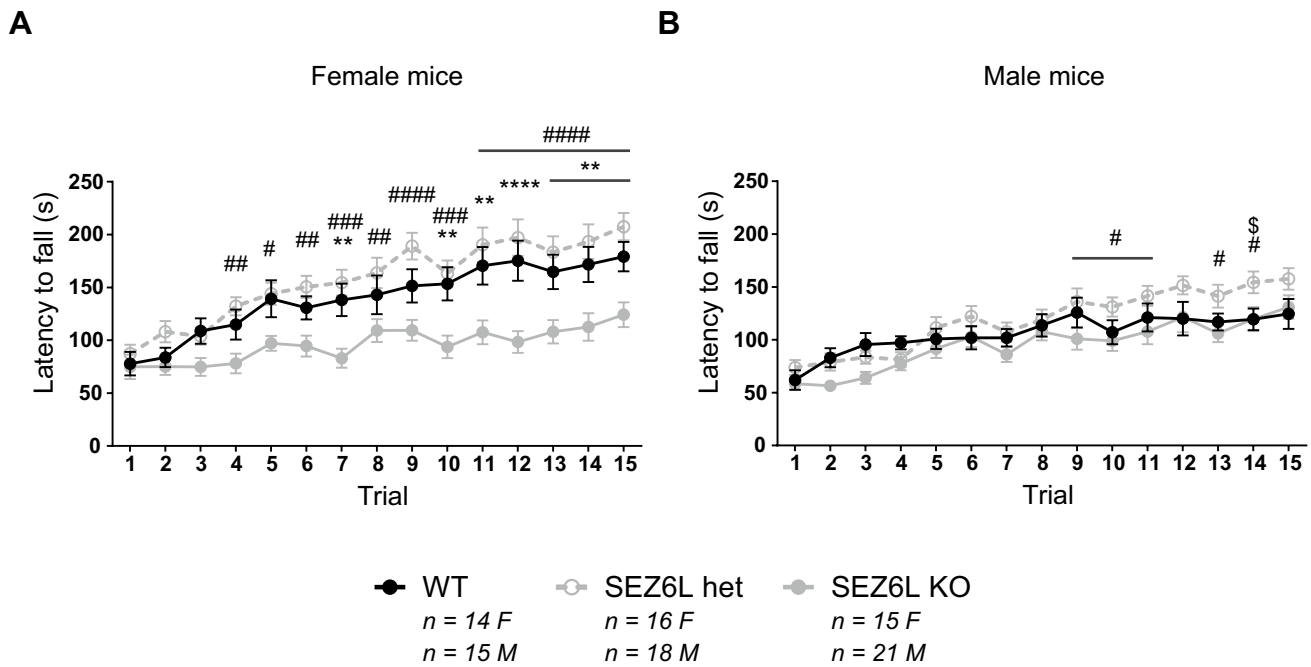 A
B
Female mice
Male mice
####
**
##
#
##
###
**
##
####
###
**
**
****
Latency to fall (s)
250
200
150
100
50
0
1 2 3 4 5 6 7 8 9 10 11 12 13 14 15
Trial
#
#
$
#
Latency to fall (s)
250
200
150
100
50
0
1 2 3 4 5 6 7 8 9 10 11 12 13 14 15
Trial
WT
n = 14 F
n = 15 M
SEZ6L het
n = 16 F
n = 18 M
SEZ6L KO
n = 15 F
n = 21 M